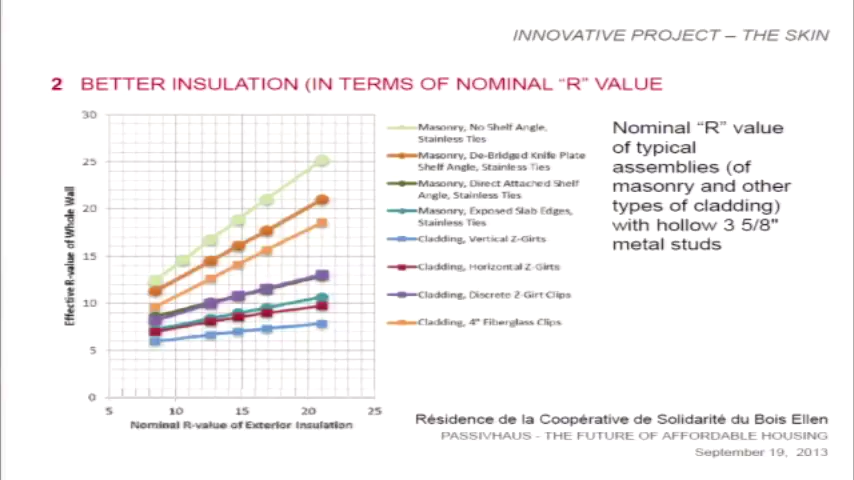 INNOVATIVE PROJECT – THE SKIN
2 BETTER INSULATION (IN TERMS OF NOMINAL "R" VALUE
30
25
20
15
10
5
0
Effective R-value of Whole Wall
5 10 15 20 25
Nominal R-value of Exterior Insulation
Masonry, No Shelf Angle,
Stainless Ties
Masonry, De-Bridged Knife Plate
Shelf Angle, Stainless Ties
Masonry, Direct Attached Shelf
Angle, Stainless Ties
Masonry, Exposed Slab Edges,
Stainless Ties
Cladding, Vertical Z-Girts
Cladding, Horizontal Z-Girts
Cladding, Discrete Z-Girt Clips
Cladding, 4" Fiberglass Clips
Nominal "R" value
of typical
assemblies (of
masonry and other
types of cladding)
with hollow 3 5/8"
metal studs
Résidence de la Coopérative de Solidarité du Bois Ellen
PASSIVHAUS - THE FUTURE OF AFFORDABLE HOUSING
September 19, 2013